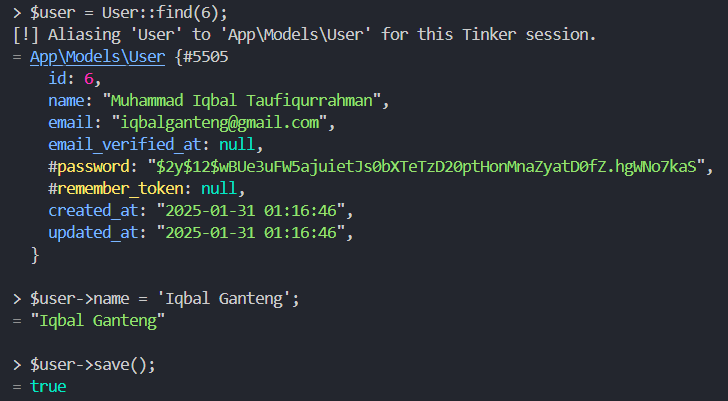 > $user = User::find(6);
[!] Aliasing 'User' to 'App\Models\User' for this Tinker session.
= App\Models\User {#5505
id: 6,
name: "Muhammad Iqbal Taufiqurrahman",
email: "iqbalganteng@gmail.com",
email_verified_at: null,
#password: "$2y$12$wBUe3uFW5ajuietJs0bXTeTzD20ptHonMnaZyatD0fZ.hgWNo7kaS",
#remember_token: null,
created_at: "2025-01-31 01:16:46",
updated_at: "2025-01-31 01:16:46",
}
> $user->name = 'Iqbal Ganteng';
= "Iqbal Ganteng"
> $user->save();
= true